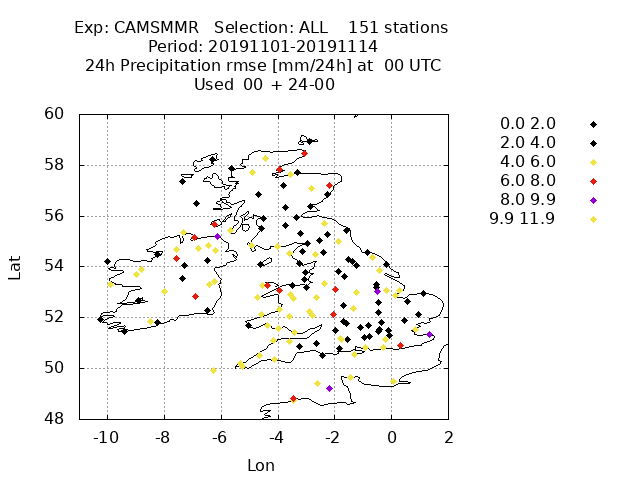 Exp: CAMSMMR Selection: ALL 151 stations
Period: 20191101-20191114
24h Precipitation rmse [mm/24h] at 00 UTC
Used 00 + 24-00
60
58
56
54
52
50
48
-10 -8 -6 -4 -2 0 2
Lat
Lon
0.0 2.0
2.0 4.0
4.0 6.0
6.0 8.0
8.0 9.9
9.9 11.9